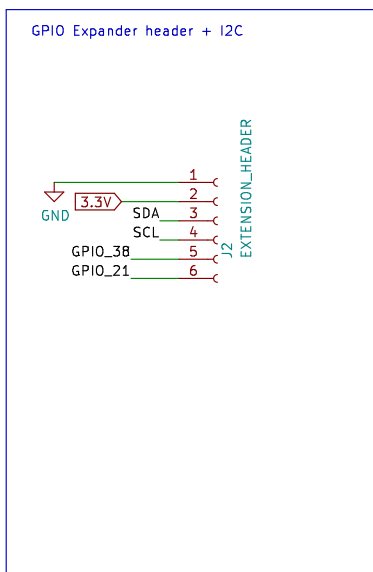 GPIO Expander header + I2C
EXTENSION_HEADER
J2
1
GND
3.3V 2
SDA 3
SCL 4
GPIO_38 5
GPIO_21 6